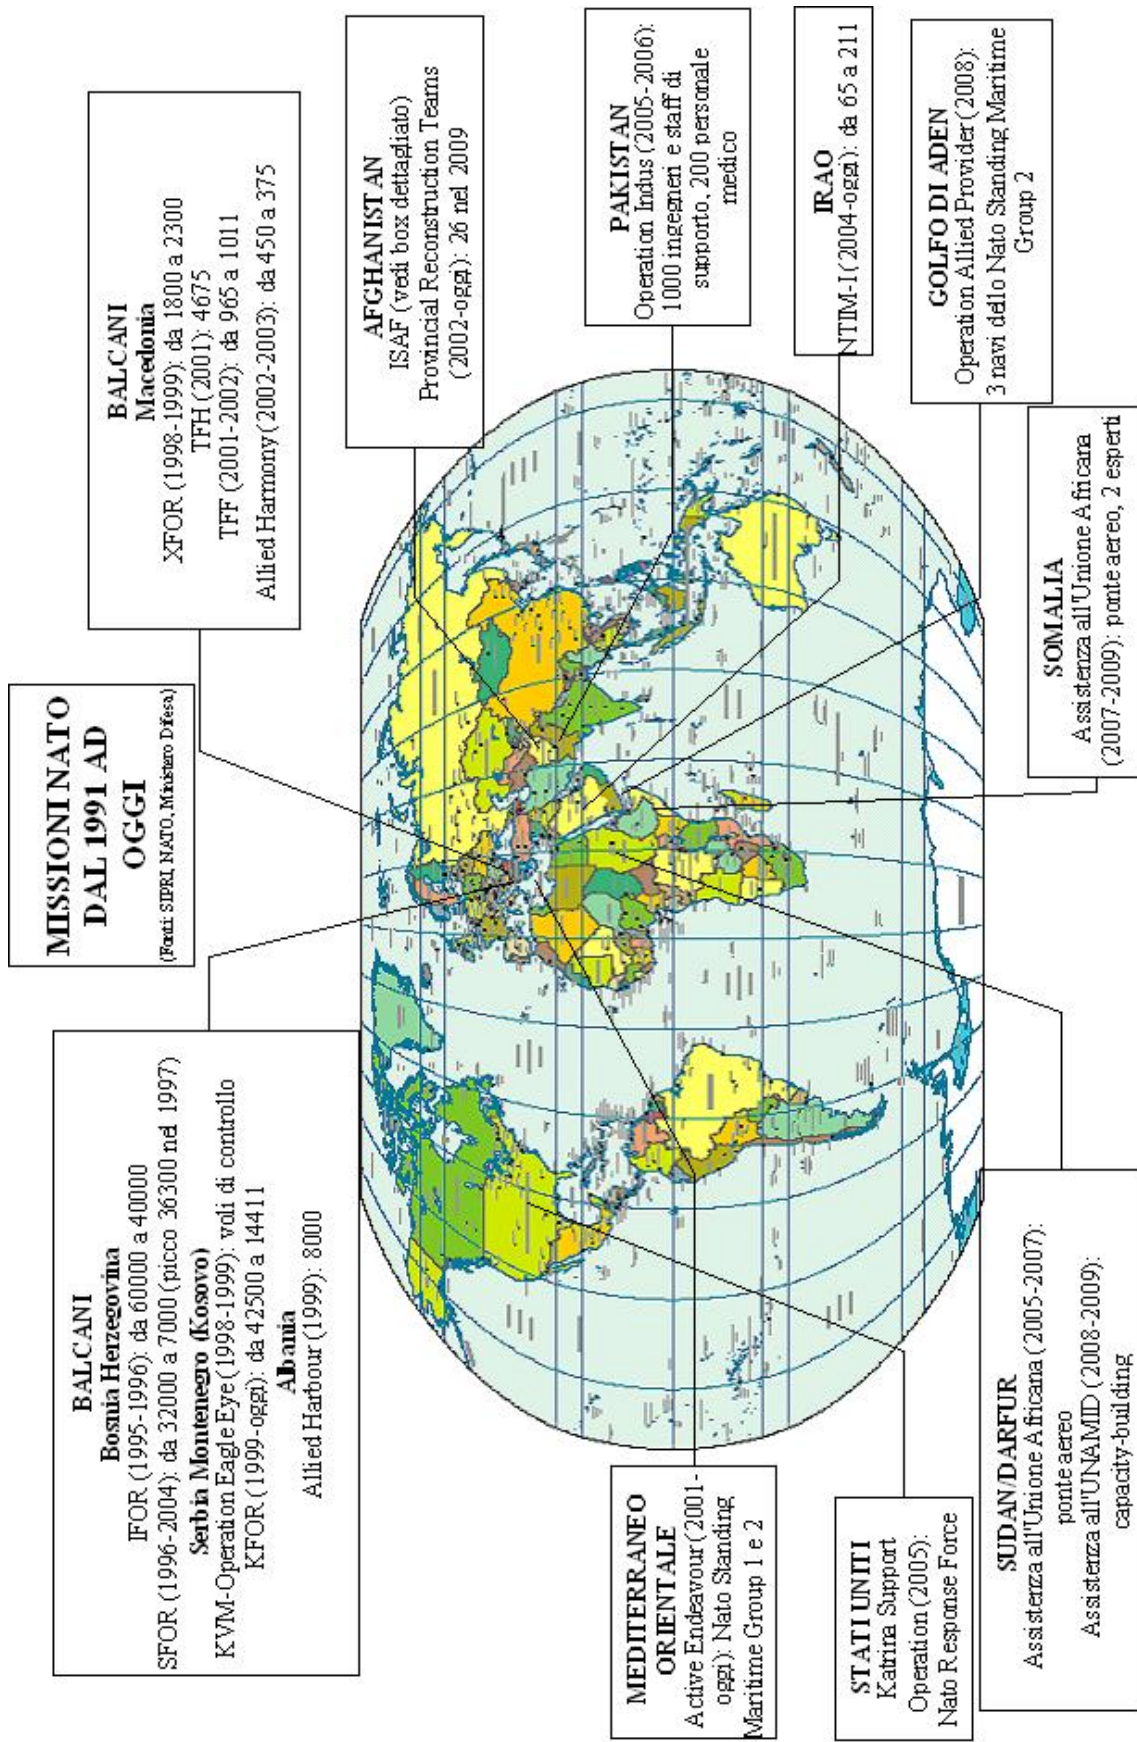 MISSIONI NATO
DAL 1991 AD
OGGI
(Fonti: SIPRI, NATO, Ministero Difesa)
BALCANI
Bosnia Herzegovina
IFOR (1995-1996): da 60000 a 40000
SFOR (1996-2004): da 32000 a 7000 (picco 36300 nel 1997)
Serbia Montenegro (Kosovo)
KVM-Operation Eagle Eye (1998-1999): voli di controllo
KFOR (1999-oggi): da 42500 a 14411
Albania
Allied Harbour (1999): 8000
BALCANI
Macedonia
XFOR (1998-1999): da 1800 a 2300
TFH (2001): 4675
TFF (2001-2002): da 965 a 1011
Allied Harmony (2002-2003): da 450 a 375
AFGHANISTAN
ISAF (vedi box dettagliato)
Provincial Reconstruction Teams
(2002-oggi): 26 nel 2009
PAKISTAN
Operation Indus (2005-2006):
1000 ingegneri e staff di
supporto, 200 personale
medico
IRAO
NTIM-I (2004-oggi): da 65 a 211
GOLFO DI ADEN
Operation Allied Provider (2008):
3 navi dello Nato Standing Maritime
Group 2
SOMALIA
Assistenza all'Unione Africana
(2007-2009): ponte aereo, 2 esperti
MEDITERRANEO
ORIENTALE
Active Endeavour (2001-
oggi): Nato Standing
Maritime Group 1 e 2
STATI UNITI
Katrina Support
Operation (2005):
Nato Response Force
SUDAN/DARFUR
Assistenza all'Unione Africana (2005-2007):
ponte aereo
Assistenza all'UNAMID (2008-2009):
capacity-building